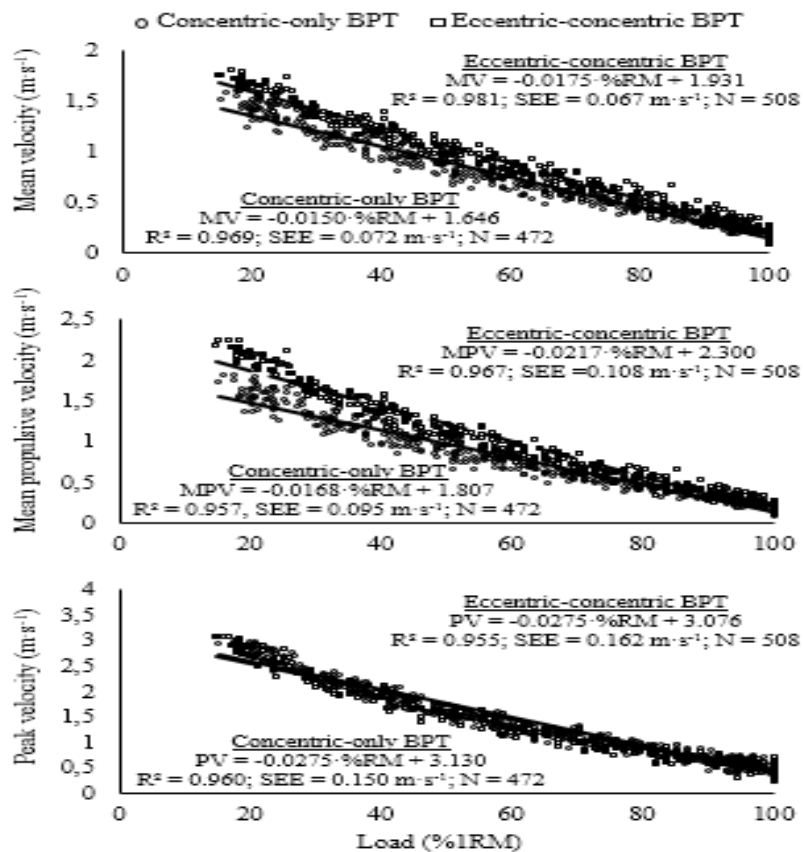 ○ Concentric-only BPT □ Eccentric-concentric BPT
Mean velocity (m·s⁻¹)
2
1,5
1
0,5
0
Eccentric-concentric BPT
MV = -0.0175·%RM + 1.931
R² = 0.981; SEE = 0.067 m·s⁻¹; N = 508
Concentric-only BPT
MV = -0.0150·%RM + 1.646
R² = 0.969; SEE = 0.072 m·s⁻¹; N = 472
0 20 40 60 80 100
Mean propulsive velocity (m·s⁻¹)
2,5
2
1,5
1
0,5
0
Eccentric-concentric BPT
MPV = -0.0217·%RM + 2.300
R² = 0.967; SEE =0.108 m·s⁻¹; N = 508
Concentric-only BPT
MPV = -0.0168·%RM + 1.807
R² = 0.957, SEE = 0.095 m·s⁻¹; N = 472
0 20 40 60 80 100
Peak velocity (m·s⁻¹)
4
3,5
3
2,5
2
1,5
1
0,5
0
Eccentric-concentric BPT
PV = -0.0275·%RM + 3.076
R² = 0.955; SEE = 0.162 m·s⁻¹; N = 508
Concentric-only BPT
PV = -0.0275·%RM + 3.130
R² = 0.960; SEE = 0.150 m·s⁻¹; N = 472
0 20 40 60 80 100
Load (%1RM)